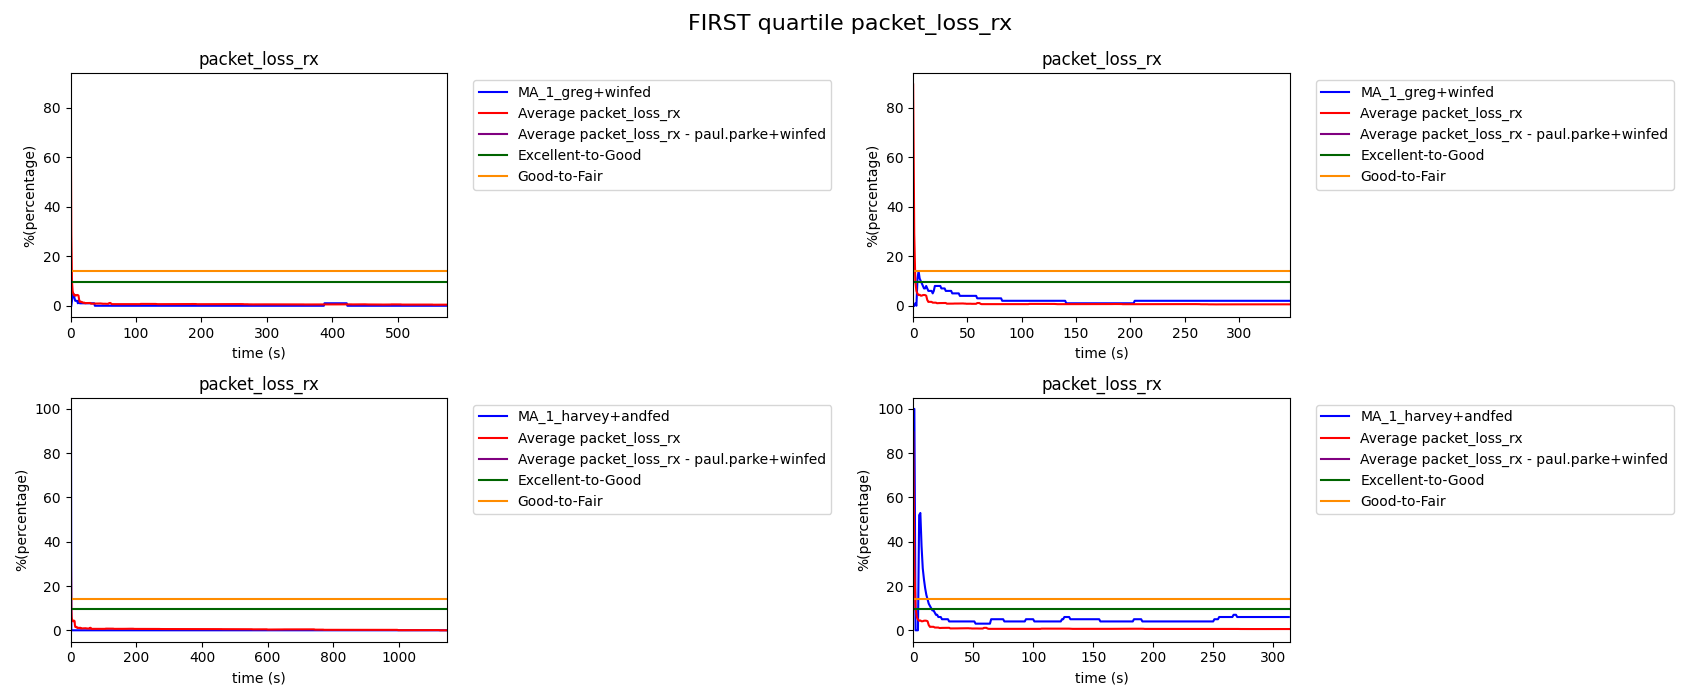 FIRST quartile packet_loss_rx
packet_loss_rx
%(percentage)
80
60
40
20
0
0 100 200 300 400 500
time (s)
MA_1_greg+winfed
Average packet_loss_rx
Average packet_loss_rx - paul.parke+winfed
Excellent-to-Good
Good-to-Fair
packet_loss_rx
%(percentage)
80
60
40
20
0
0 50 100 150 200 250 300
time (s)
MA_1_greg+winfed
Average packet_loss_rx
Average packet_loss_rx - paul.parke+winfed
Excellent-to-Good
Good-to-Fair
packet_loss_rx
%(percentage)
100
80
60
40
20
0
0 200 400 600 800 1000
time (s)
MA_1_harvey+andfed
Average packet_loss_rx
Average packet_loss_rx - paul.parke+winfed
Excellent-to-Good
Good-to-Fair
packet_loss_rx
%(percentage)
100
80
60
40
20
0
0 50 100 150 200 250 300
time (s)
MA_1_harvey+andfed
Average packet_loss_rx
Average packet_loss_rx - paul.parke+winfed
Excellent-to-Good
Good-to-Fair